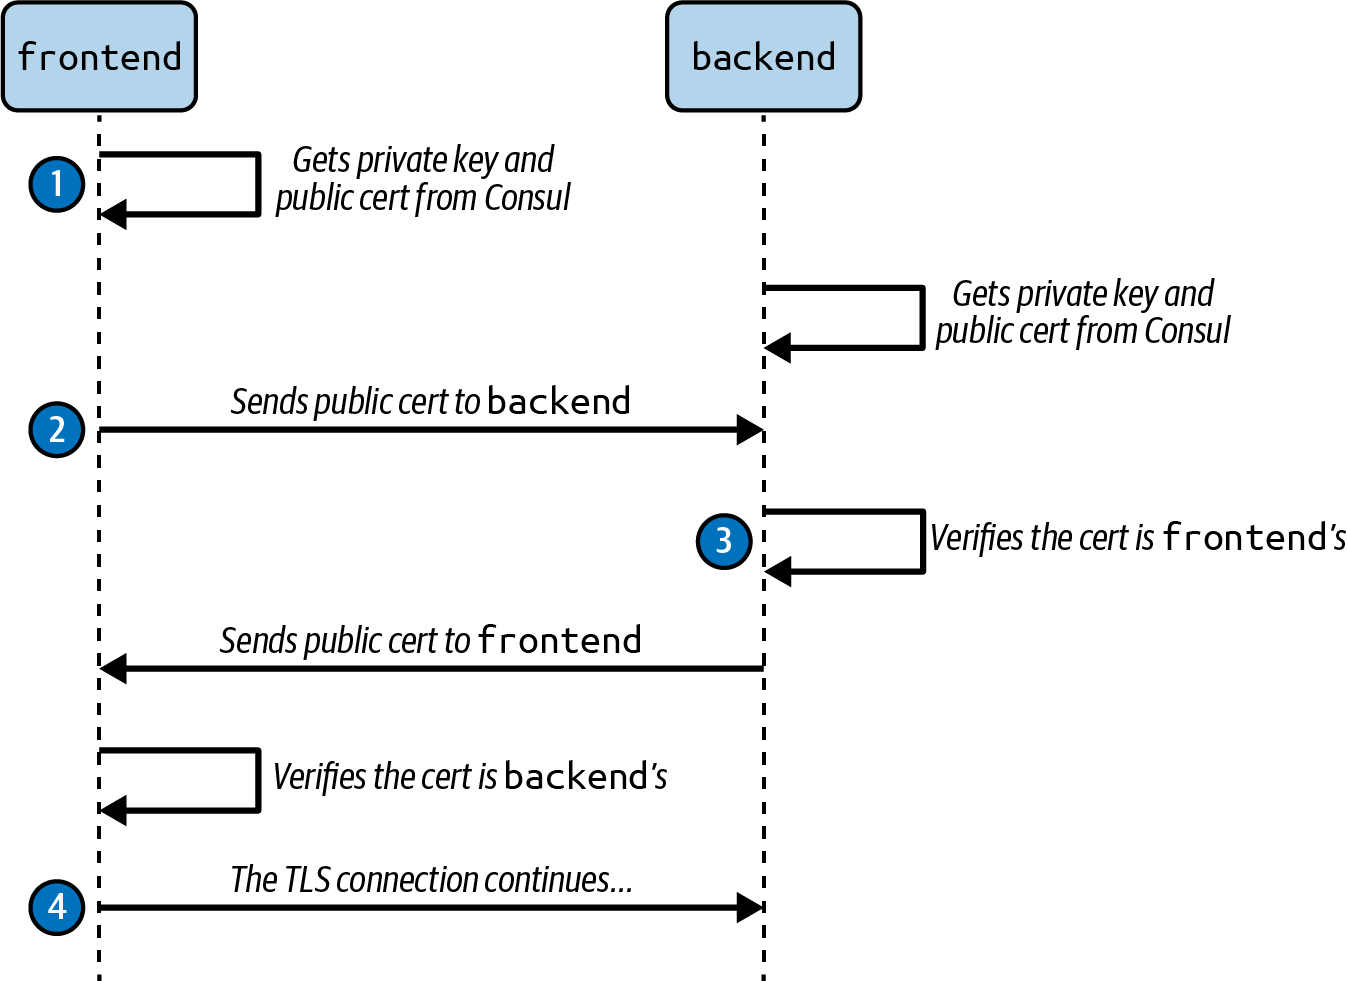 frontend
backend
1
Gets private key and
public cert from Consul
Gets private key and
public cert from Consul
Sends public cert to backend
2
3
Verifies the cert is frontend's
Sends public cert to frontend
Verifies the cert is backend's
The TLS connection continues...
4